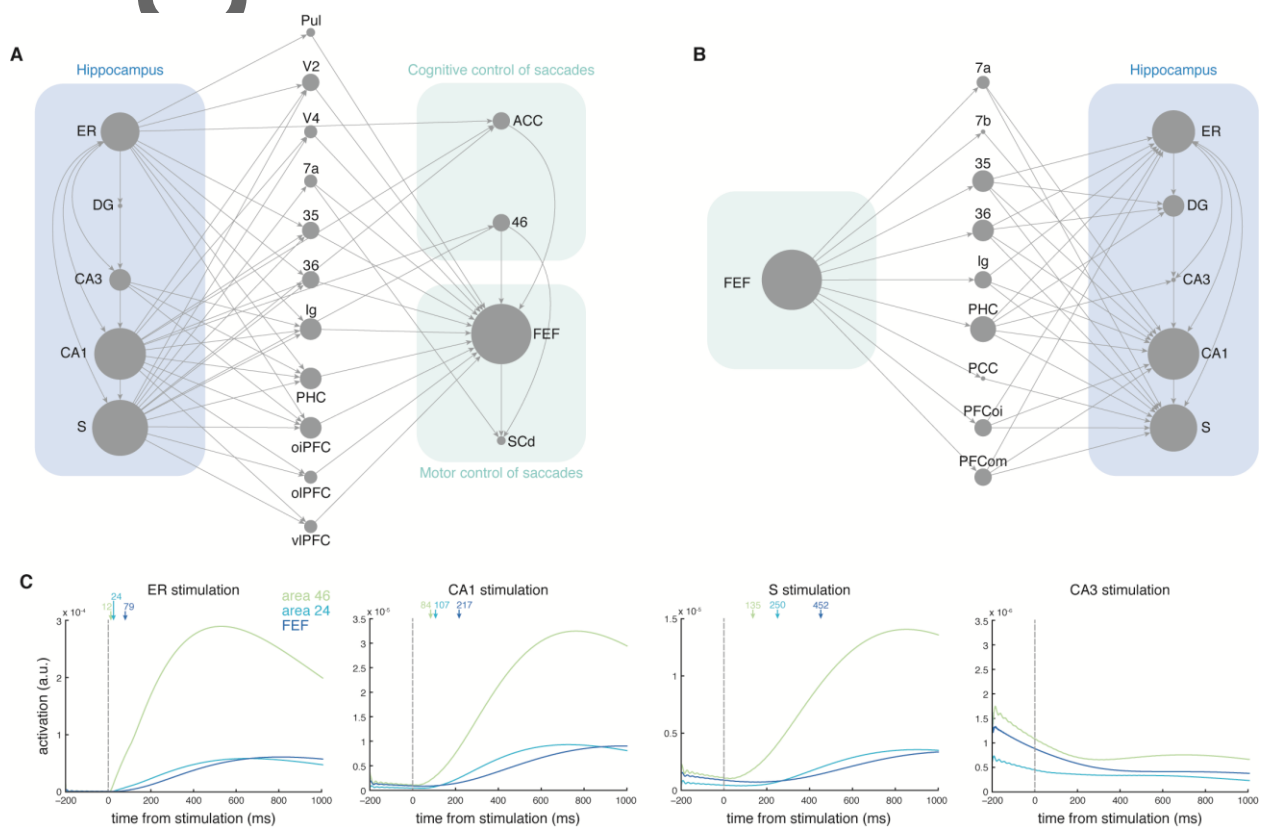 A
Hippocampus
ER
DG
CA3
CA1
S
Pul
V2
V4
7a
35
36
Ig
PHC
oiPFC
olPFC
vlPFC
Cognitive control of saccades
ACC
46
FEF
SCd
Motor control of saccades
B
FEF
7a
7b
35
36
Ig
PHC
PCC
PFCoi
PFCom
Hippocampus
ER
DG
CA3
CA1
S
C
ER stimulation
area 46
area 24
FEF
12
24
79
x 10⁻⁴
3
2
1
0
activation (a.u.)
−200 0 200 400 600 800 1000
time from stimulation (ms)
CA1 stimulation
84 107 217
x 10⁻⁵
3.5
3
2.5
2
1.5
1
0.5
0
−200 0 200 400 600 800 1000
time from stimulation (ms)
S stimulation
135 250 452
x 10⁻⁵
1.5
1
0.5
0
−200 0 200 400 600 800 1000
time from stimulation (ms)
CA3 stimulation
x 10⁻⁶
3.5
3
2.5
2
1.5
1
0.5
0
−200 0 200 400 600 800 1000
time from stimulation (ms)